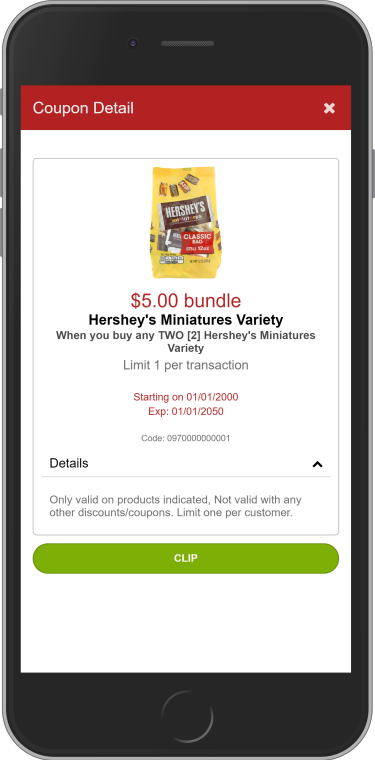 Coupon Detail
HERSHEY'S
CLASSIC
BAG
$5.00 bundle
Hershey's Miniatures Variety
When you buy any TWO [2] Hershey's Miniatures
Variety
Limit 1 per transaction
Starting on 01/01/2000
Exp: 01/01/2050
Code: 0970000000001
Details
Only valid on products indicated, Not valid with any
other discounts/coupons. Limit one per customer.
CLIP